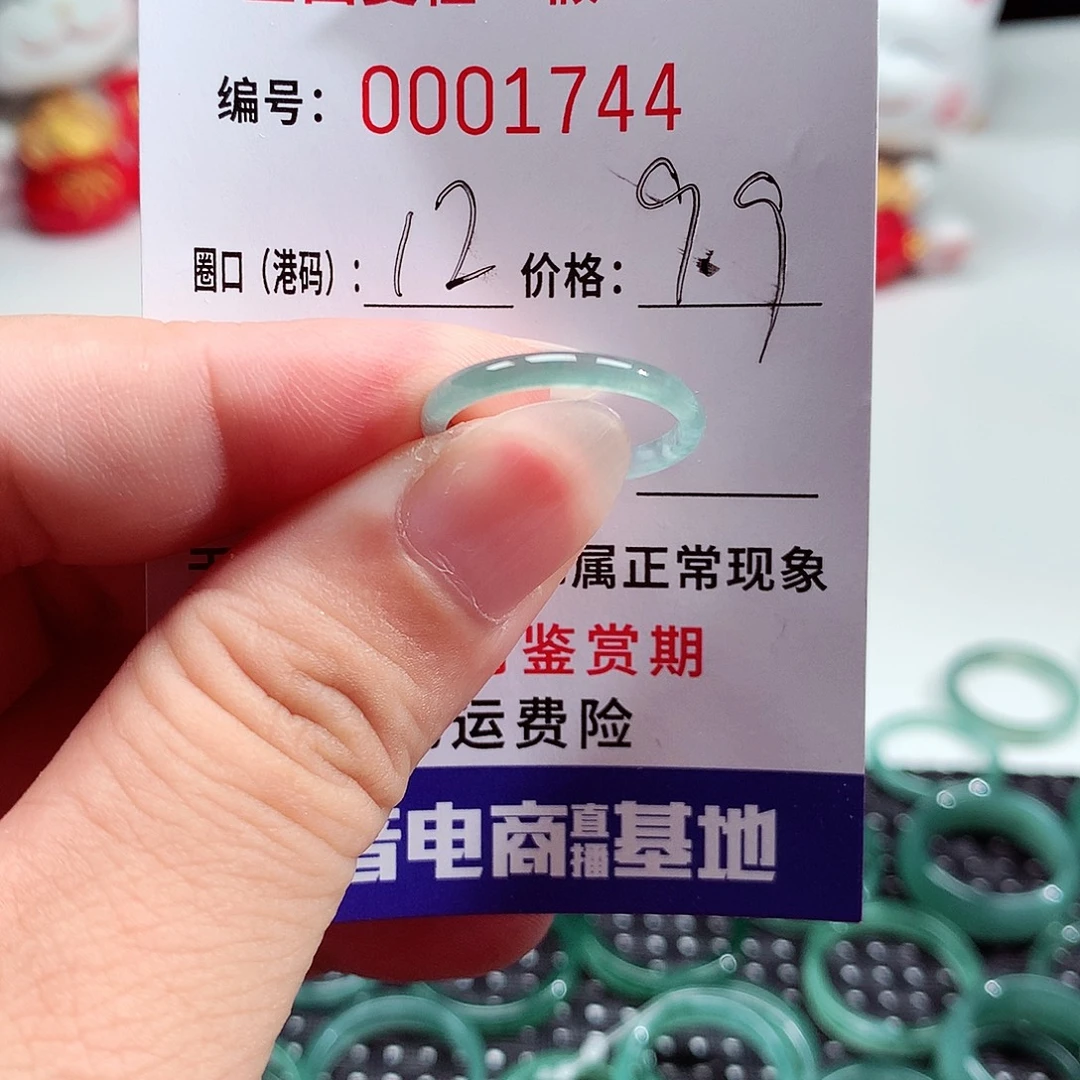 编号：0001744
圈口（港码）：12 价格：9.9
属正常现象
鉴赏期
运费险
电商直播基地